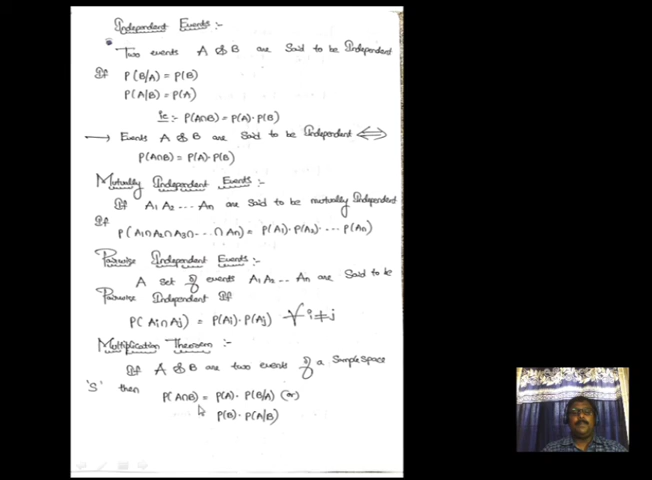 Independent Events :-
Two events A & B are Said to be Independent
If P(B/A) = P(B)
P(A/B) = P(A)
ie:- P(A∩B) = P(A)·P(B)
→ Events A & B are Said to be Independent ⟺
P(A∩B) = P(A)·P(B)
Mutually Independent Events :-
If A1 A2 ... An are Said to be mutually Independent
If
P(A1∩A2∩A3∩...∩An) = P(A1)·P(A2)·...P(An)
Pairwise Independent Events :-
A set of events A1 A2 ... An are Said to be
Pairwise Independent If
P(Ai∩Aj) = P(Ai)·P(Aj) ∀ i≠j
Multiplication Theorem :-
If A & B are two events of a Sample Space
'S' then
P(A∩B) = P(A)·P(B/A) (or)
P(B)·P(A/B)